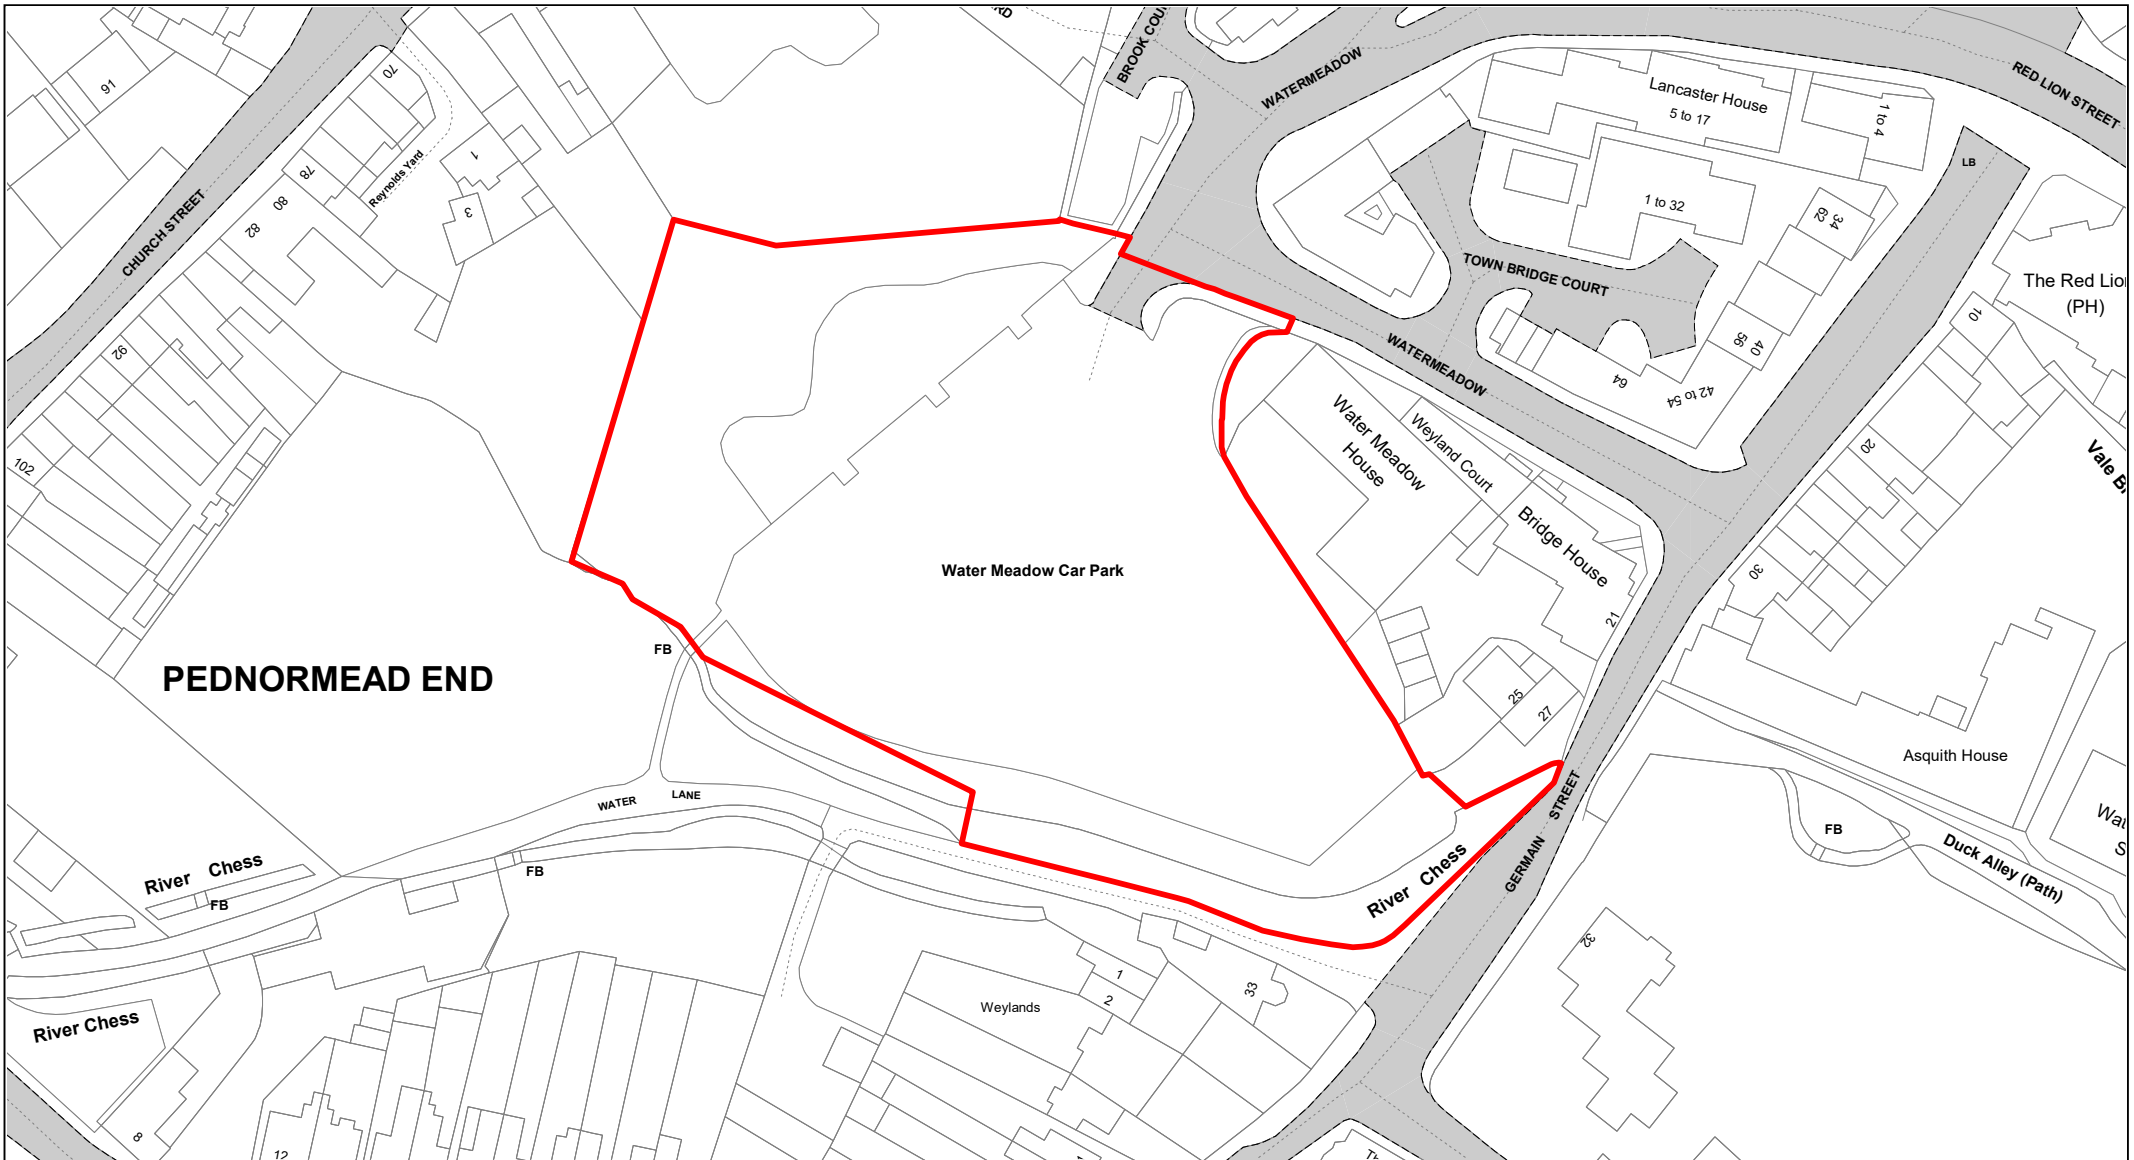 BROOK COU
WATERMEADOW
RED LION STREET
91
70
Lancaster House
5 to 17
1 to 4
LB
Reynolds Yard
1
3
78
80
82
CHURCH STREET
1 to 32
34
62
TOWN BRIDGE COURT
The Red Lion
(PH)
10
92
WATERMEADOW
40
56
64
42 to 54
102
Water Meadow
House
Weyland Court
20
Vale B
Bridge House
Water Meadow Car Park
30
21
FB
PEDNORMEAD END
25
27
Asquith House
WATER LANE
GERMAIN STREET
FB
Duck Alley (Path)
River Chess
FB
FB
River Chess
32
1
2
33
Weylands
River Chess
8
12